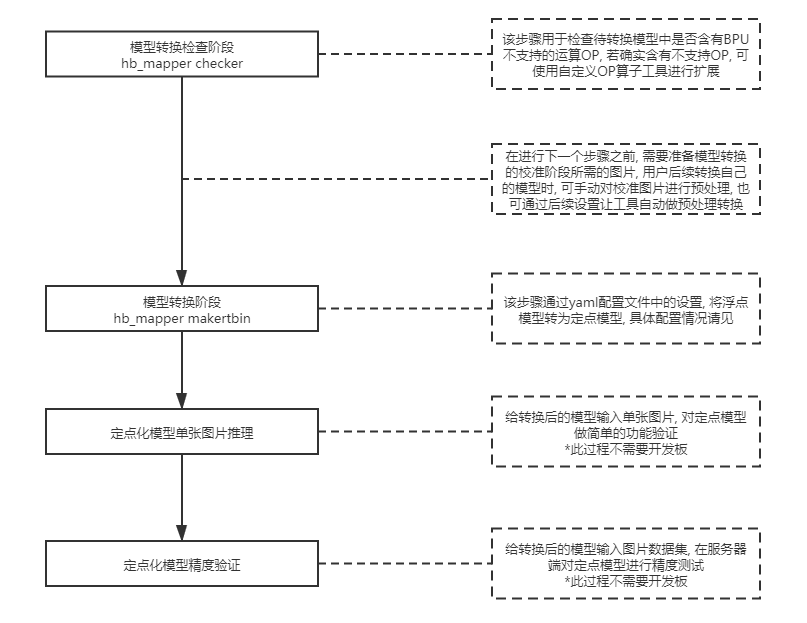 模型转换检查阶段
hb_mapper checker
该步骤用于检查待转换模型中是否含有BPU
不支持的运算OP, 若确实含有不支持OP, 可
使用自定义OP算子工具进行扩展
在进行下一个步骤之前, 需要准备模型转换
的校准阶段所需的图片, 用户后续转换自己
的模型时, 可手动对校准图片进行预处理, 也
可通过后续设置让工具自动做预处理转换
模型转换阶段
hb_mapper makertbin
该步骤通过yaml配置文件中的设置, 将浮点
模型转为定点模型, 具体配置情况请见
定点化模型单张图片推理
给转换后的模型输入单张图片, 对定点模型
做简单的功能验证
*此过程不需要开发板
定点化模型精度验证
给转换后的模型输入图片数据集, 在服务器
端对定点模型进行精度测试
*此过程不需要开发板